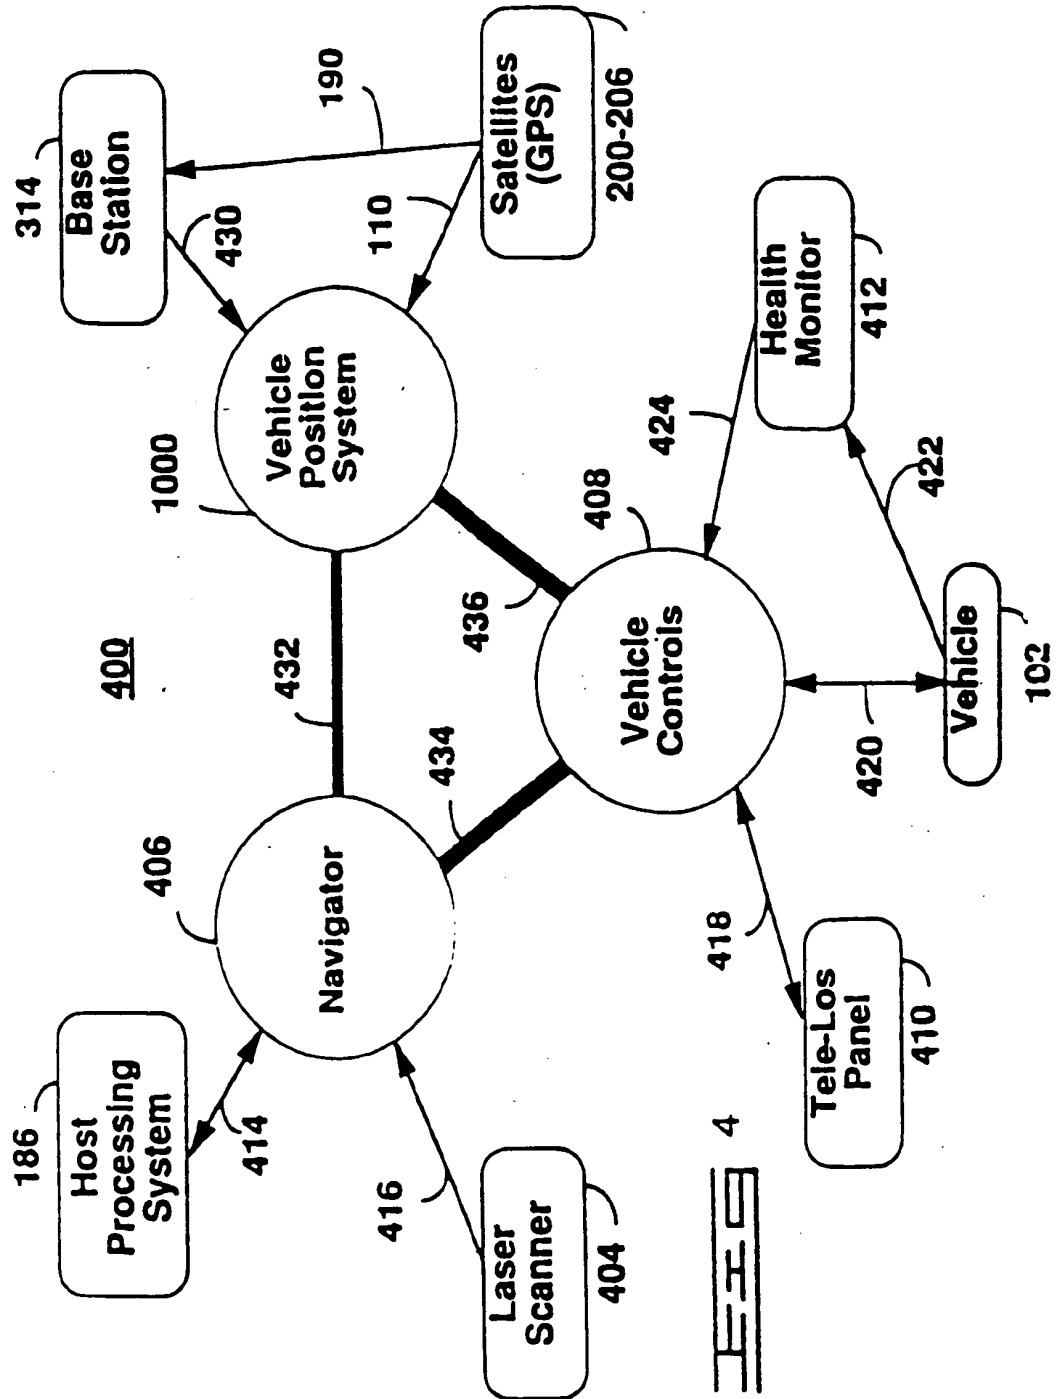 400
186
Host
Processing
System
414
406
Navigator
432
1000
Vehicle
Position
System
314
Base
Station
430
190
110
Satellites
(GPS)
200-206
416
Laser
Scanner
404
434
436
408
Vehicle
Controls
424
Health
Monitor
412
418
Tele-Los
Panel
410
420
422
Vehicle
102
FIG 4